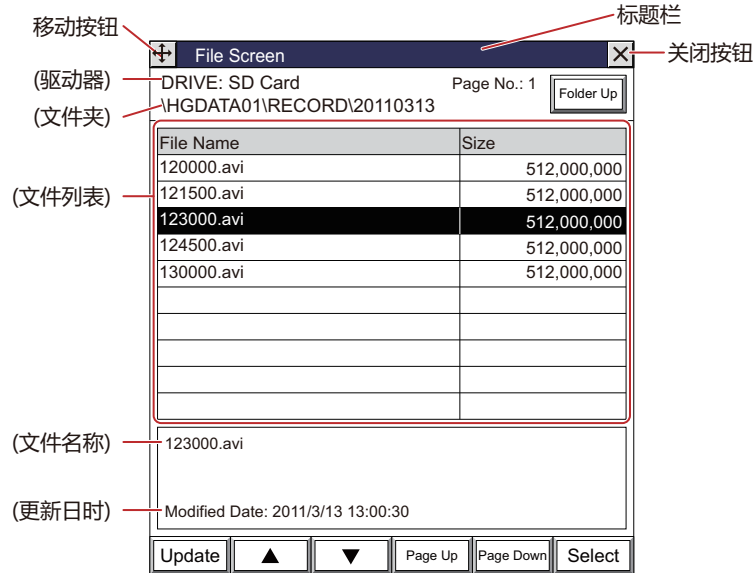 标题栏
移动按钮
File Screen
关闭按钮
(驱动器)
DRIVE: SD Card
Page No.: 1
Folder Up
(文件夹)
\HGDATA01\RECORD\20110313
File Name Size
120000.avi 512,000,000
(文件列表)
121500.avi 512,000,000
123000.avi 512,000,000
124500.avi 512,000,000
130000.avi 512,000,000
(文件名称)
123000.avi
(更新日时)
Modified Date: 2011/3/13 13:00:30
Update ▲ ▼ Page Up Page Down Select